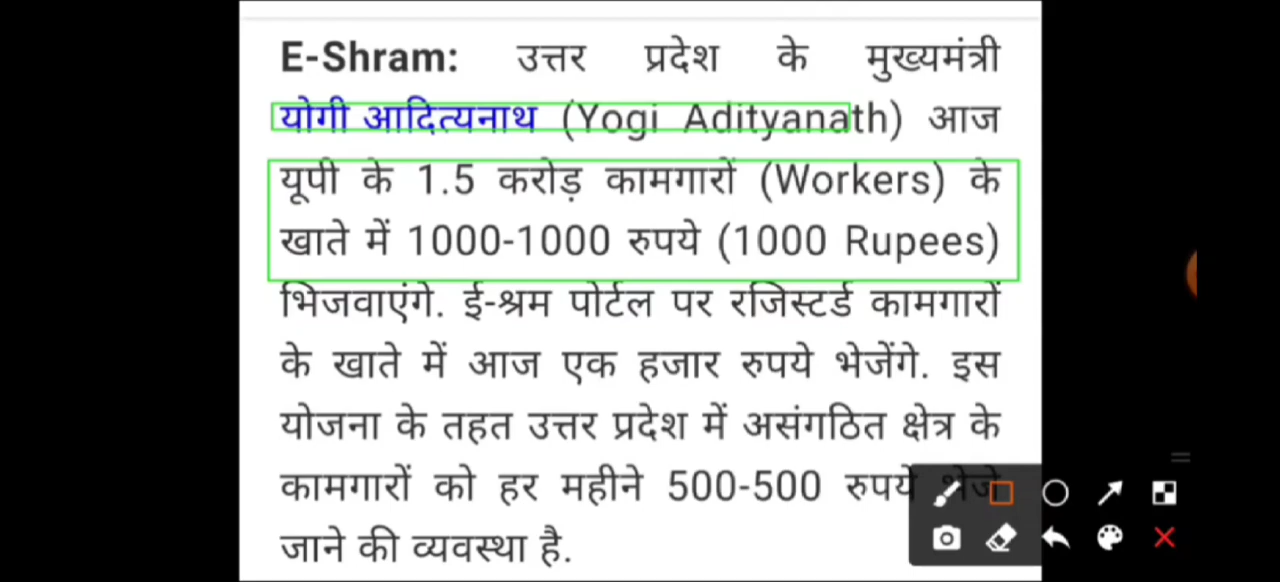 E-Shram: उत्तर प्रदेश के मुख्यमंत्री
योगी आदित्यनाथ (Yogi Adityanath) आज
यूपी के 1.5 करोड़ कामगारों (Workers) के
खाते में 1000-1000 रुपये (1000 Rupees)
भिजवाएंगे. ई-श्रम पोर्टल पर रजिस्टर्ड कामगारों
के खाते में आज एक हजार रुपये भेजेंगे. इस
योजना के तहत उत्तर प्रदेश में असंगठित क्षेत्र के
कामगारों को हर महीने 500-500 रुपये भेजे
जाने की व्यवस्था है.